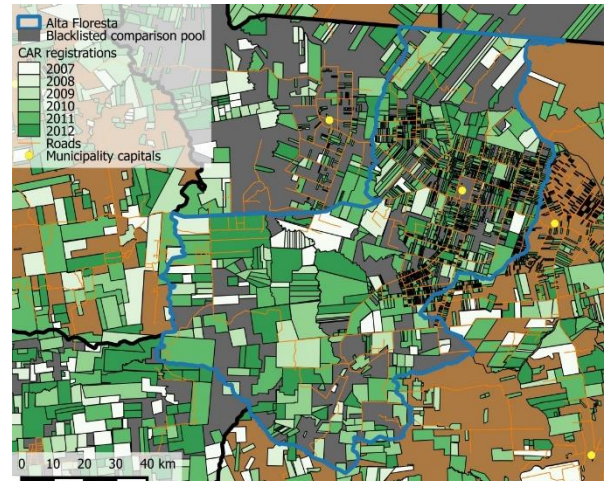 Alta Floresta
Blacklisted comparison pool
CAR registrations
2007
2008
2009
2010
2011
2012
Roads
Municipality capitals
0 10 20 30 40 km